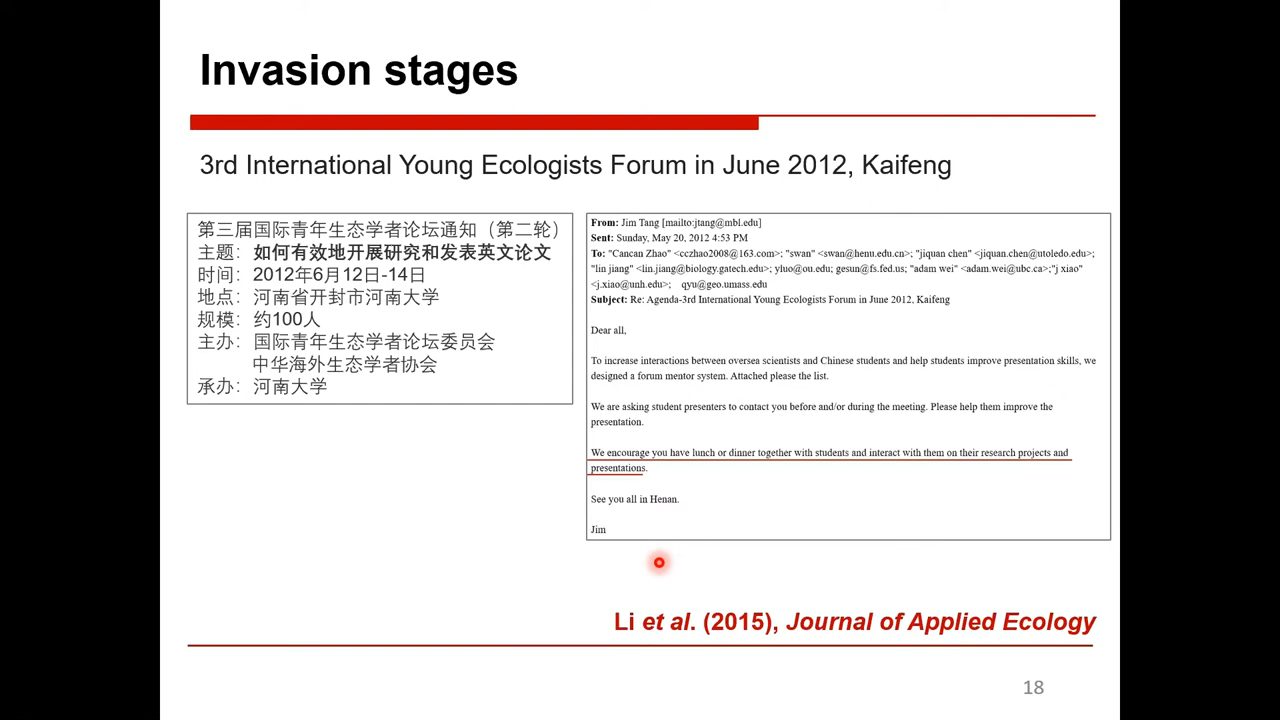 Invasion stages
3rd International Young Ecologists Forum in June 2012, Kaifeng
第三届国际青年生态学者论坛通知（第二轮）
主题：如何有效地开展研究和发表英文论文
时间：2012年6月12日-14日
地点：河南省开封市河南大学
规模：约100人
主办：国际青年生态学者论坛委员会
中华海外生态学者协会
承办：河南大学
From: Jim Tang [mailto:jtang@mbl.edu]
Sent: Sunday, May 20, 2012 4:53 PM
To: "Cancan Zhao" <cczhao2008@163.com>; "swan" <swan@henu.edu.cn>; "jiquan chen" <jiquan.chen@utoledo.edu>;
"lin jiang" <lin.jiang@biology.gatech.edu>; yluo@ou.edu; gesun@fs.fed.us; "adam wei" <adam.wei@ubc.ca>;"j xiao"
<j.xiao@unh.edu>; qyu@geo.umass.edu
Subject: Re: Agenda-3rd International Young Ecologists Forum in June 2012, Kaifeng
Dear all,
To increase interactions between oversea scientists and Chinese students and help students improve presentation skills, we
designed a forum mentor system. Attached please the list.
We are asking student presenters to contact you before and/or during the meeting. Please help them improve the
presentation.
We encourage you have lunch or dinner together with students and interact with them on their research projects and
presentations.
See you all in Henan.
Jim
Li et al. (2015), Journal of Applied Ecology
18